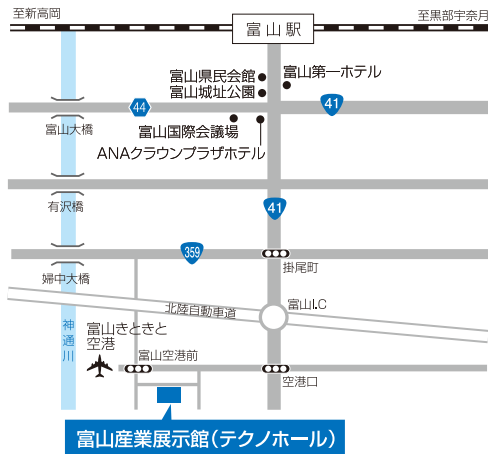 至新高岡
至黒部宇奈月
富山駅
富山県民会館
富山第一ホテル
富山城址公園
44
41
富山大橋
富山国際会議場
ANAクラウンプラザホテル
有沢橋
41
359
掛尾町
婦中大橋
北陸自動車道
富山I.C
神通川
富山きときと
空港
富山空港前
空港口
富山産業展示館(テクノホール)